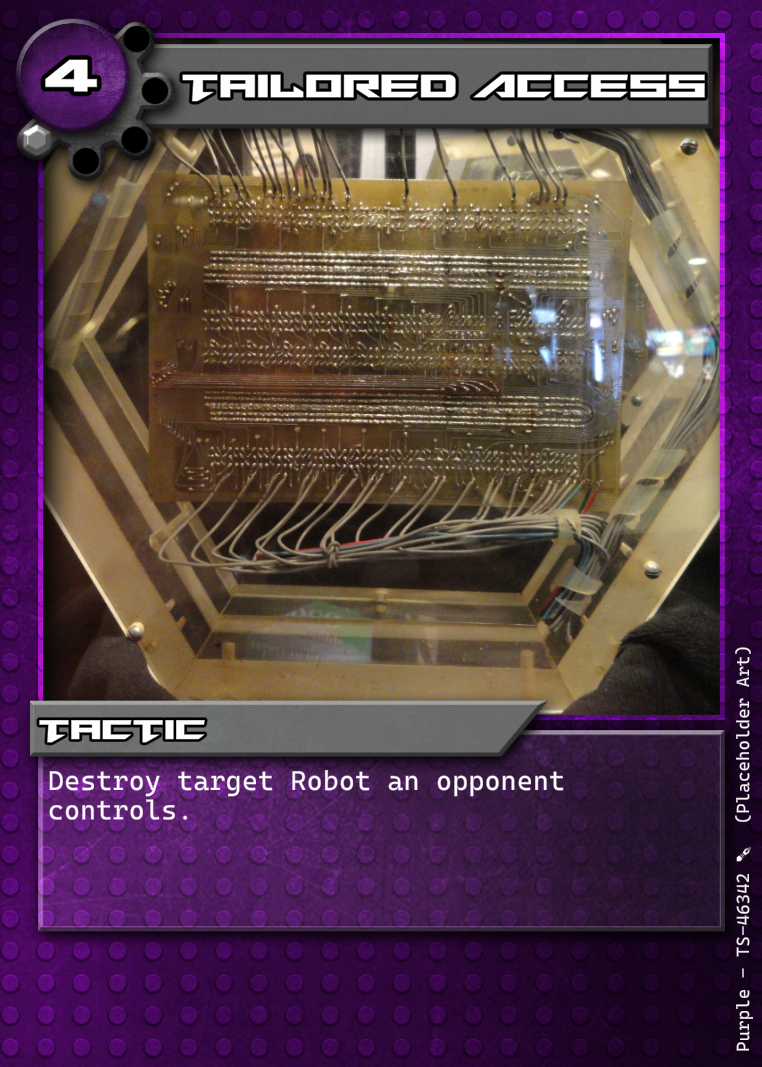 4
TAILORED ACCESS
TACTIC
Destroy target Robot an opponent
controls.
Purple – TS-46342 ✒ (Placeholder Art)